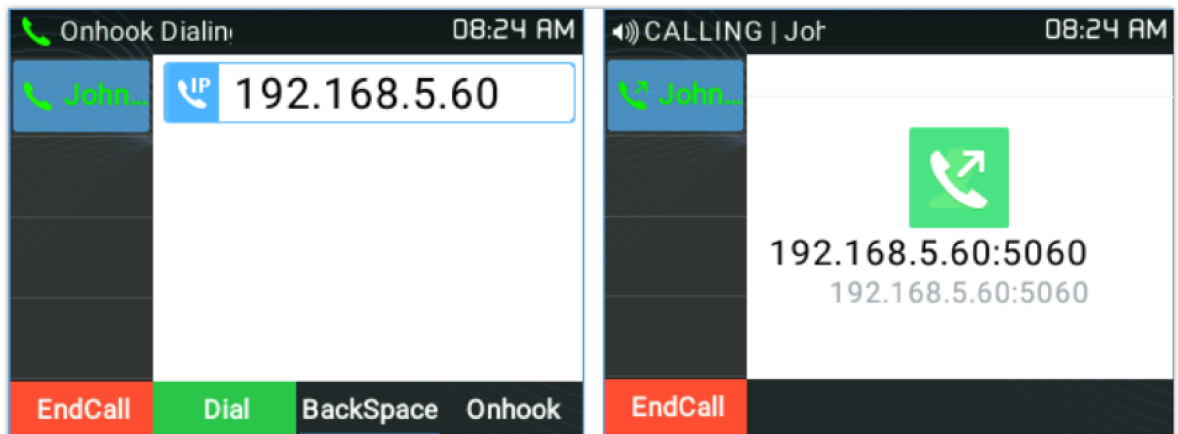 Onhook Dialin
08:24 AM
John...
IP
192.168.5.60
EndCall
Dial
BackSpace
Onhook
CALLING | Joh
08:24 AM
John...
192.168.5.60:5060
192.168.5.60:5060
EndCall